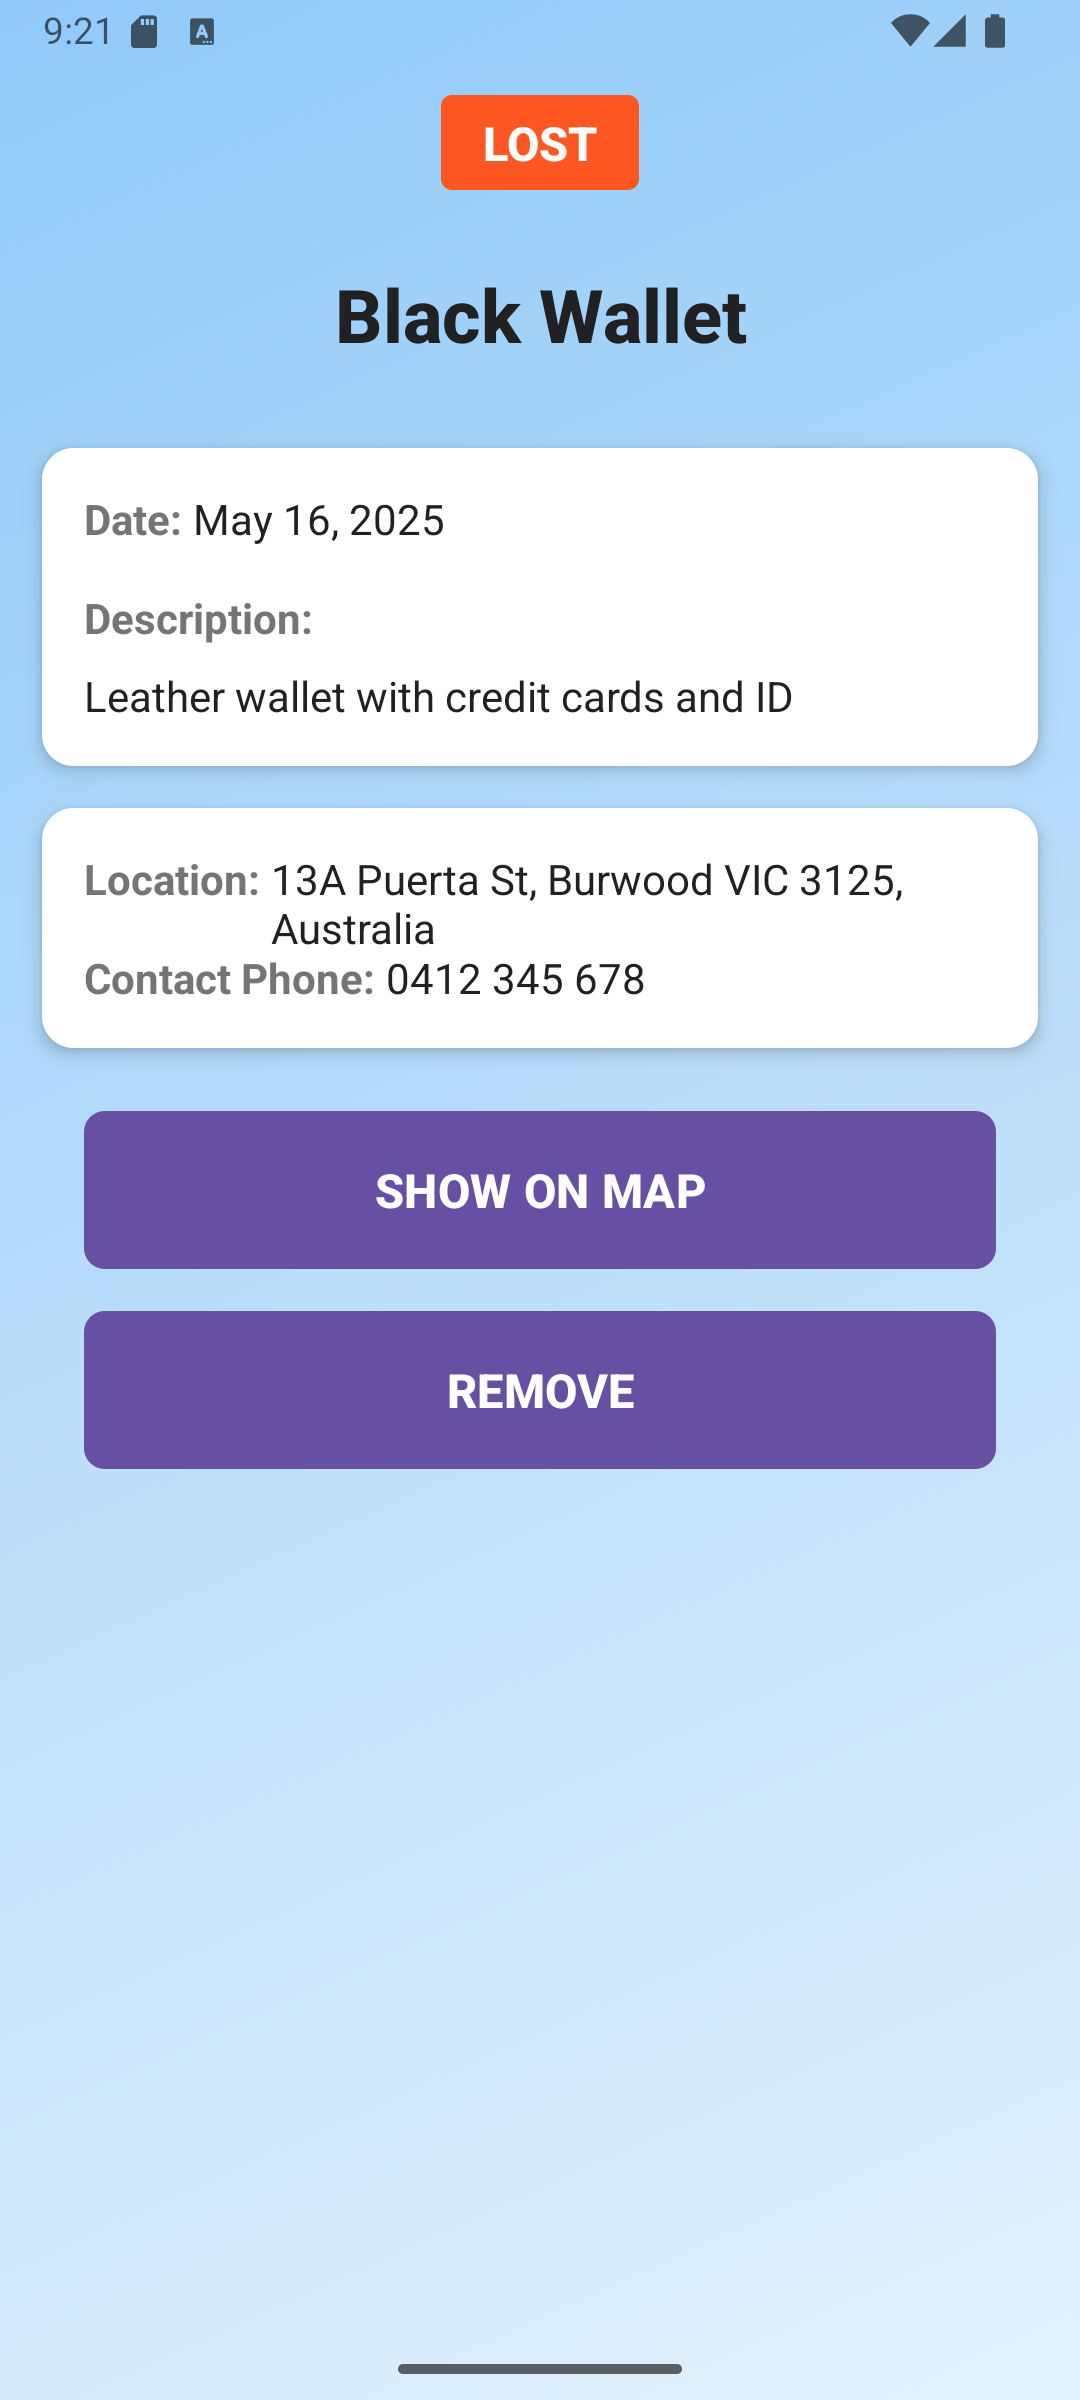 9:21
LOST
Black Wallet
Date: May 16, 2025
Description:
Leather wallet with credit cards and ID
Location: 13A Puerta St, Burwood VIC 3125,
Australia
Contact Phone: 0412 345 678
SHOW ON MAP
REMOVE